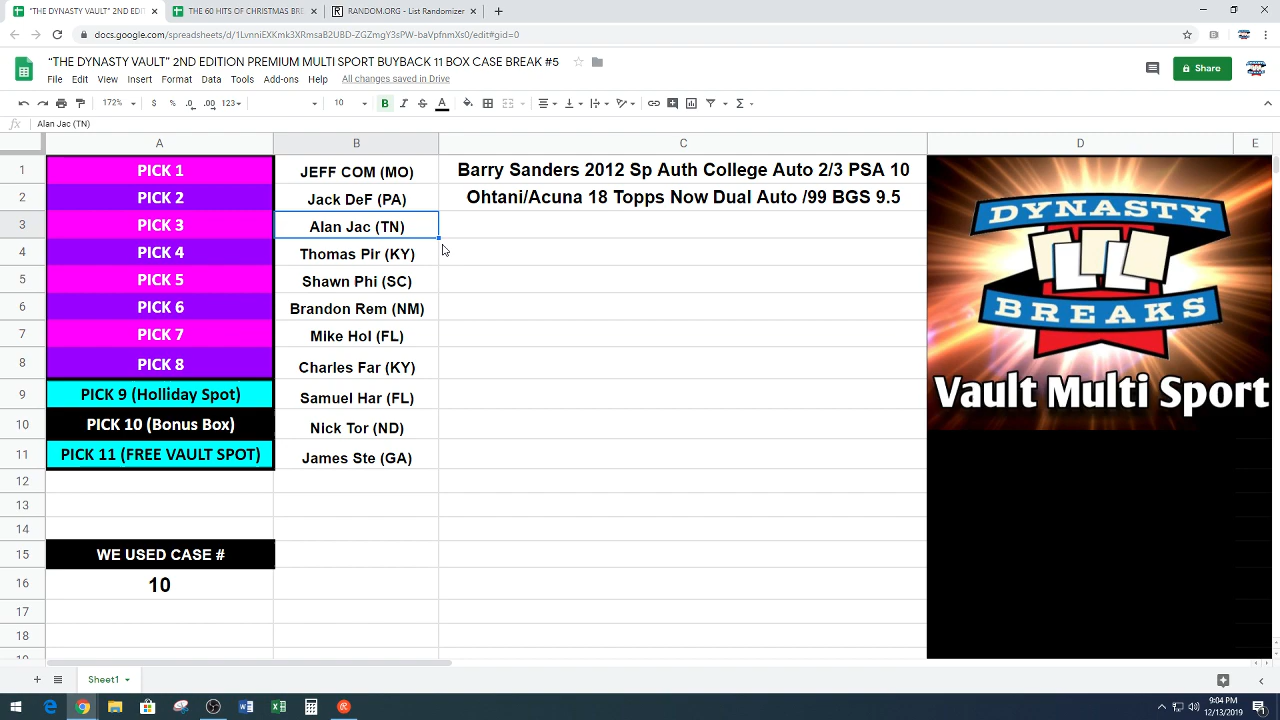 "THE DYNASTY VAULT" 2ND EDIT
THE 60 HITS OF CHRISTMAS BRE
RANDOM.ORG - List Randomizer
docs.google.com/spreadsheets/d/1LvnniEXKmk3XRmsaB2UBD-ZGZmgY3sPW-baVpfnmXs0/edit#gid=0
"THE DYNASTY VAULT" 2ND EDITION PREMIUM MULTI SPORT BUYBACK 11 BOX CASE BREAK #5
File Edit View Insert Format Data Tools Add-ons Help All changes saved in Drive
Share
172% $ % .0 .00 123 10 B I S A
fx Alan Jac (TN)
A B C D E
1 PICK 1 JEFF COM (MO) Barry Sanders 2012 Sp Auth College Auto 2/3 PSA 10
2 PICK 2 Jack DeF (PA) Ohtani/Acuna 18 Topps Now Dual Auto /99 BGS 9.5
3 PICK 3 Alan Jac (TN)
4 PICK 4 Thomas Pir (KY)
5 PICK 5 Shawn Phi (SC)
6 PICK 6 Brandon Rem (NM)
7 PICK 7 Mike Hol (FL)
8 PICK 8 Charles Far (KY)
9 PICK 9 (Holliday Spot) Samuel Har (FL)
10 PICK 10 (Bonus Box) Nick Tor (ND)
11 PICK 11 (FREE VAULT SPOT) James Ste (GA)
12
13
14
15 WE USED CASE #
16 10
17
18
DYNASTY
BREAKS
Vault Multi Sport
Sheet1
9:04 PM
12/13/2019